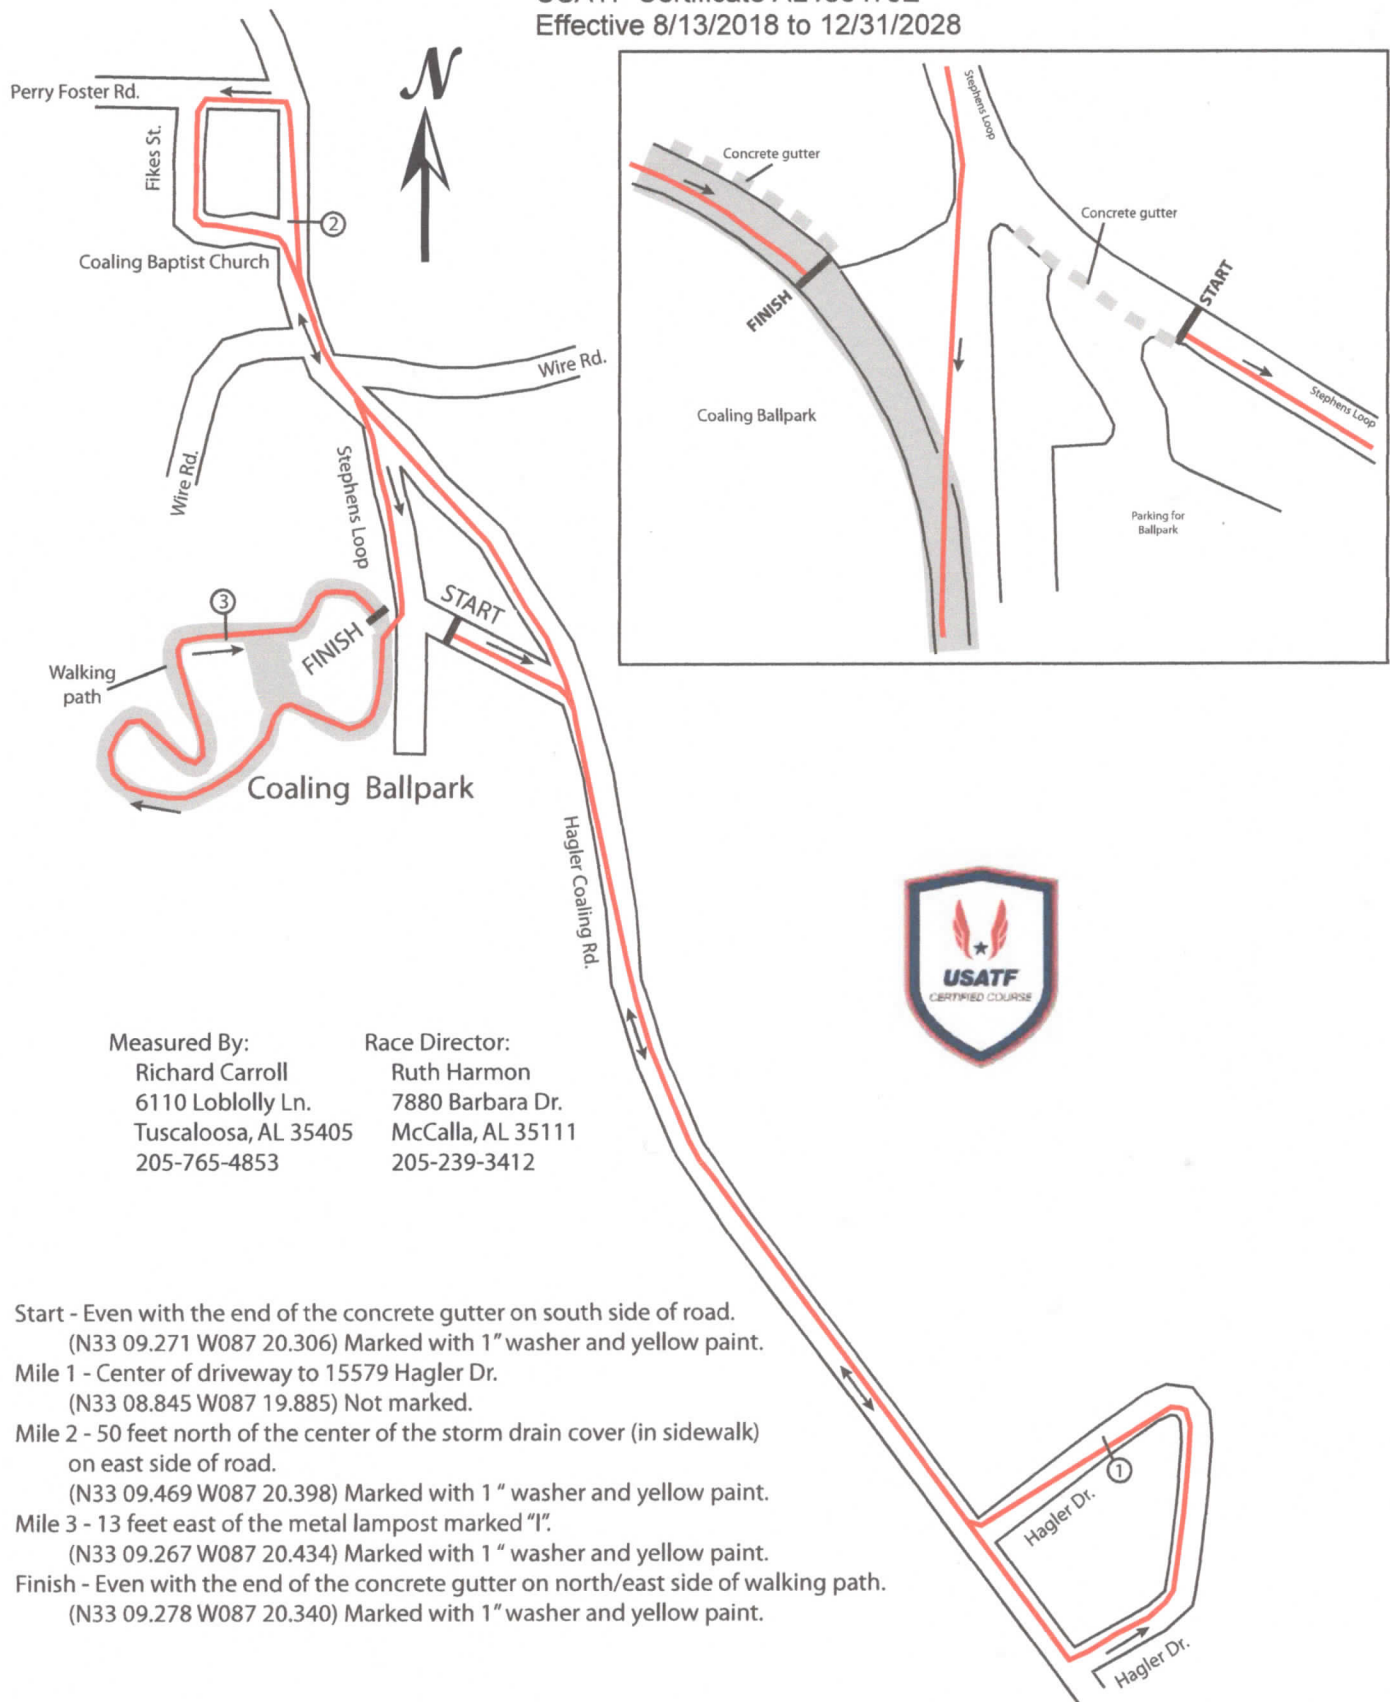 Effective 8/13/2018 to 12/31/2028
N
Perry Foster Rd.
Fikes St.
2
Coaling Baptist Church
Wire Rd.
Wire Rd.
Stephens Loop
START
3
FINISH
Walking
path
Coaling Ballpark
Hagler Coaling Rd.
Stephens Loop
Concrete gutter
Concrete gutter
START
FINISH
Stephens Loop
Coaling Ballpark
Parking for
Ballpark
USATF
CERTIFIED COURSE
Measured By:
Richard Carroll
6110 Loblolly Ln.
Tuscaloosa, AL 35405
205-765-4853
Race Director:
Ruth Harmon
7880 Barbara Dr.
McCalla, AL 35111
205-239-3412
Start - Even with the end of the concrete gutter on south side of road.
(N33 09.271 W087 20.306) Marked with 1" washer and yellow paint.
Mile 1 - Center of driveway to 15579 Hagler Dr.
(N33 08.845 W087 19.885) Not marked.
Mile 2 - 50 feet north of the center of the storm drain cover (in sidewalk)
on east side of road.
(N33 09.469 W087 20.398) Marked with 1 " washer and yellow paint.
Mile 3 - 13 feet east of the metal lampost marked "I".
(N33 09.267 W087 20.434) Marked with 1 " washer and yellow paint.
Finish - Even with the end of the concrete gutter on north/east side of walking path.
(N33 09.278 W087 20.340) Marked with 1" washer and yellow paint.
1
Hagler Dr.
Hagler Dr.